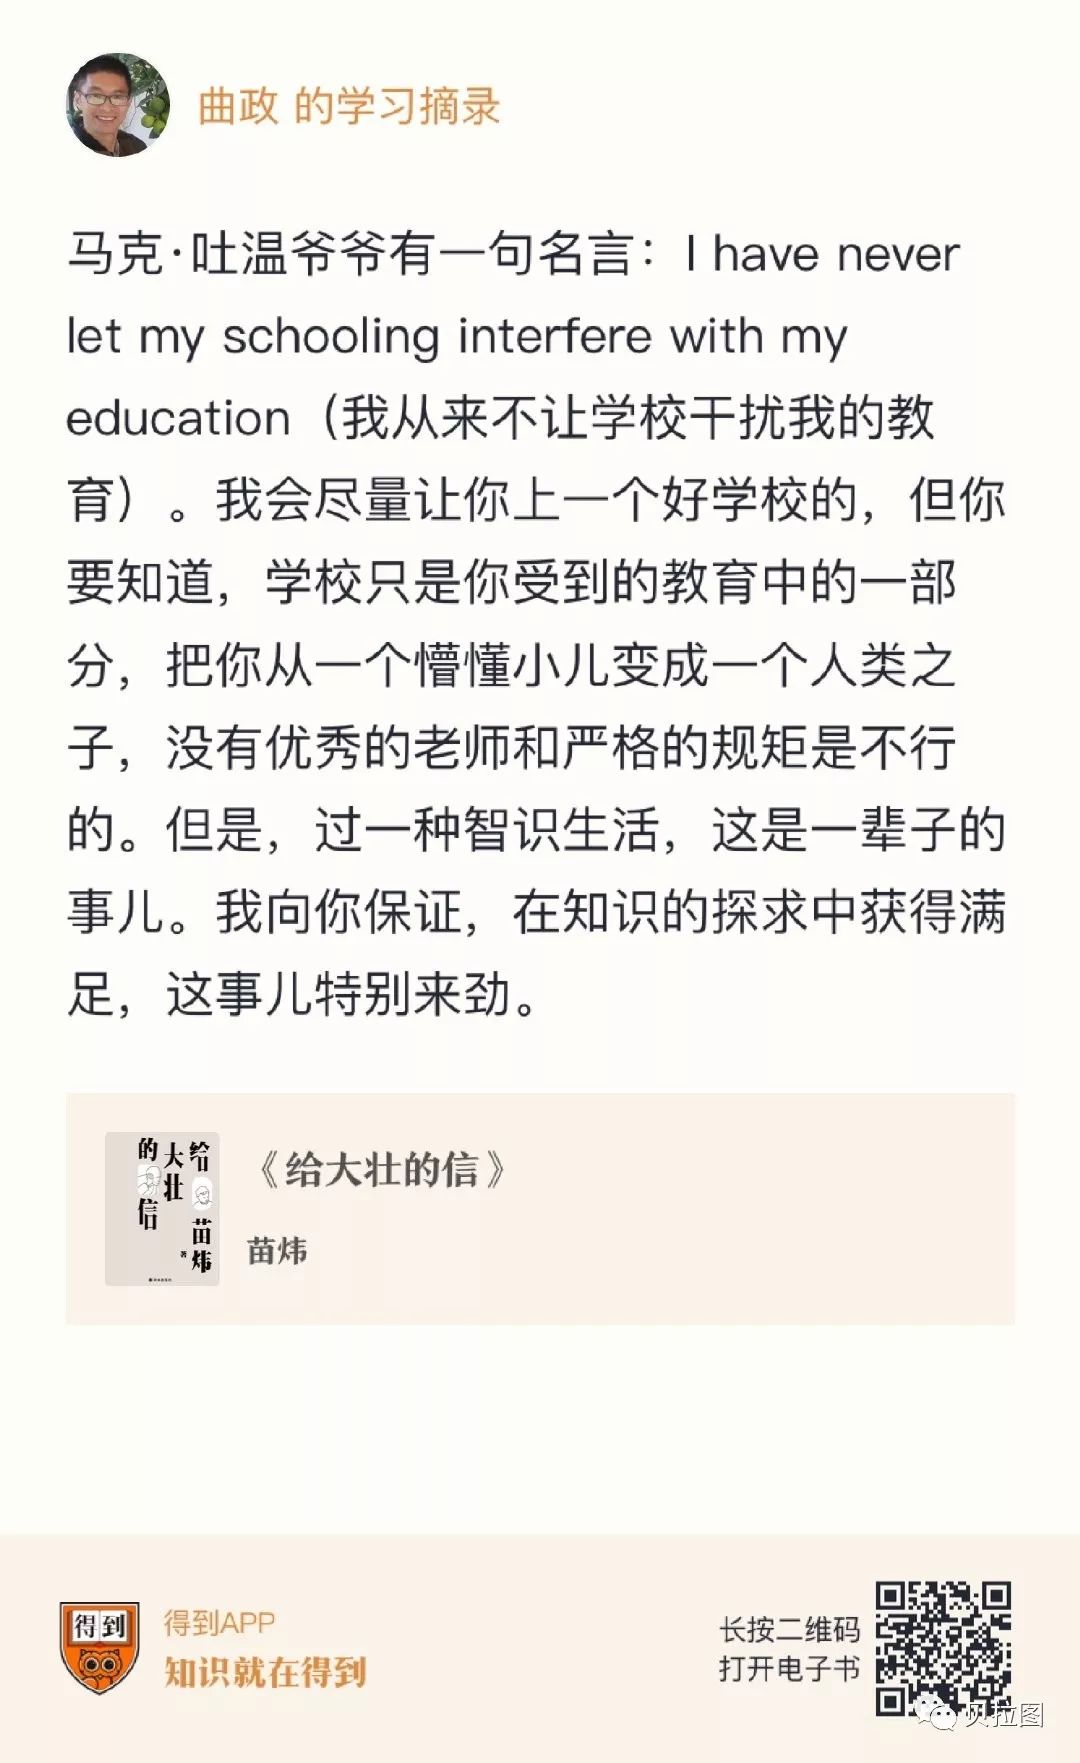 曲政 的学习摘录
马克·吐温爷爷有一句名言：I have never
let my schooling interfere with my
education（我从来不让学校干扰我的教
育）。我会尽量让你上一个好学校的，但你
要知道，学校只是你受到的教育中的一部
分，把你从一个懵懂小儿变成一个人类之
子，没有优秀的老师和严格的规矩是不行
的。但是，过一种智识生活，这是一辈子的
事儿。我向你保证，在知识的探求中获得满
足，这事儿特别来劲。
给
大壮
的信
苗炜
著
《给大壮的信》
苗炜
得到
得到APP
知识就在得到
长按二维码
打开电子书
贝拉图